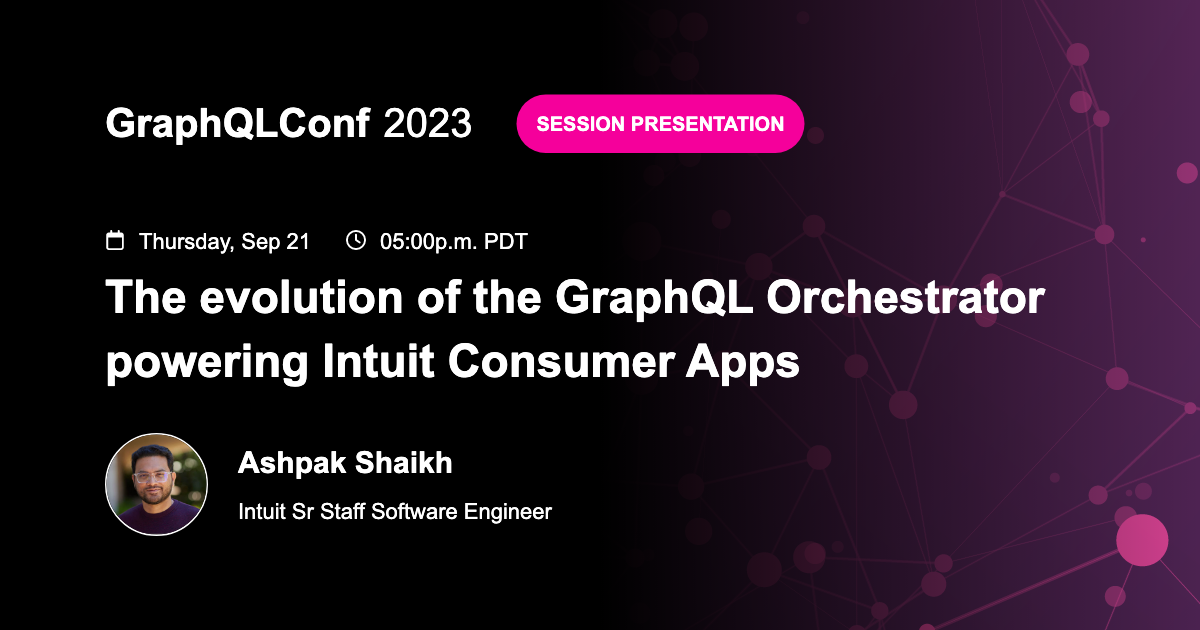 GraphQLConf 2023
SESSION PRESENTATION
Thursday, Sep 21
05:00p.m. PDT
The evolution of the GraphQL Orchestrator
powering Intuit Consumer Apps
Ashpak Shaikh
Intuit Sr Staff Software Engineer